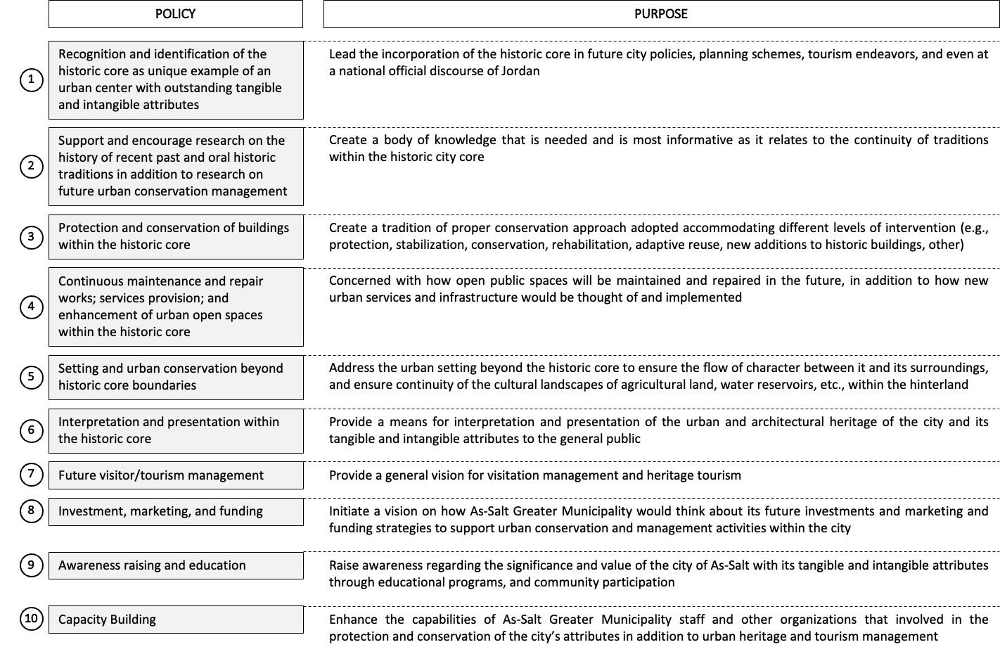 POLICY
PURPOSE
1
Recognition and identification of the
historic core as unique example of an
urban center with outstanding tangible
and intangible attributes
Lead the incorporation of the historic core in future city policies, planning schemes, tourism endeavors, and even at
a national official discourse of Jordan
2
Support and encourage research on the
history of recent past and oral historic
traditions in addition to research on
future urban conservation management
Create a body of knowledge that is needed and is most informative as it relates to the continuity of traditions
within the historic city core
3
Protection and conservation of buildings
within the historic core
Create a tradition of proper conservation approach adopted accommodating different levels of intervention (e.g.,
protection, stabilization, conservation, rehabilitation, adaptive reuse, new additions to historic buildings, other)
4
Continuous maintenance and repair
works; services provision; and
enhancement of urban open spaces
within the historic core
Concerned with how open public spaces will be maintained and repaired in the future, in addition to how new
urban services and infrastructure would be thought of and implemented
5
Setting and urban conservation beyond
historic core boundaries
Address the urban setting beyond the historic core to ensure the flow of character between it and its surroundings,
and ensure continuity of the cultural landscapes of agricultural land, water reservoirs, etc., within the hinterland
6
Interpretation and presentation within
the historic core
Provide a means for interpretation and presentation of the urban and architectural heritage of the city and its
tangible and intangible attributes to the general public
7
Future visitor/tourism management
Provide a general vision for visitation management and heritage tourism
8
Investment, marketing, and funding
Initiate a vision on how As-Salt Greater Municipality would think about its future investments and marketing and
funding strategies to support urban conservation and management activities within the city
9
Awareness raising and education
Raise awareness regarding the significance and value of the city of As-Salt with its tangible and intangible attributes
through educational programs, and community participation
10
Capacity Building
Enhance the capabilities of As-Salt Greater Municipality staff and other organizations that involved in the
protection and conservation of the city's attributes in addition to urban heritage and tourism management